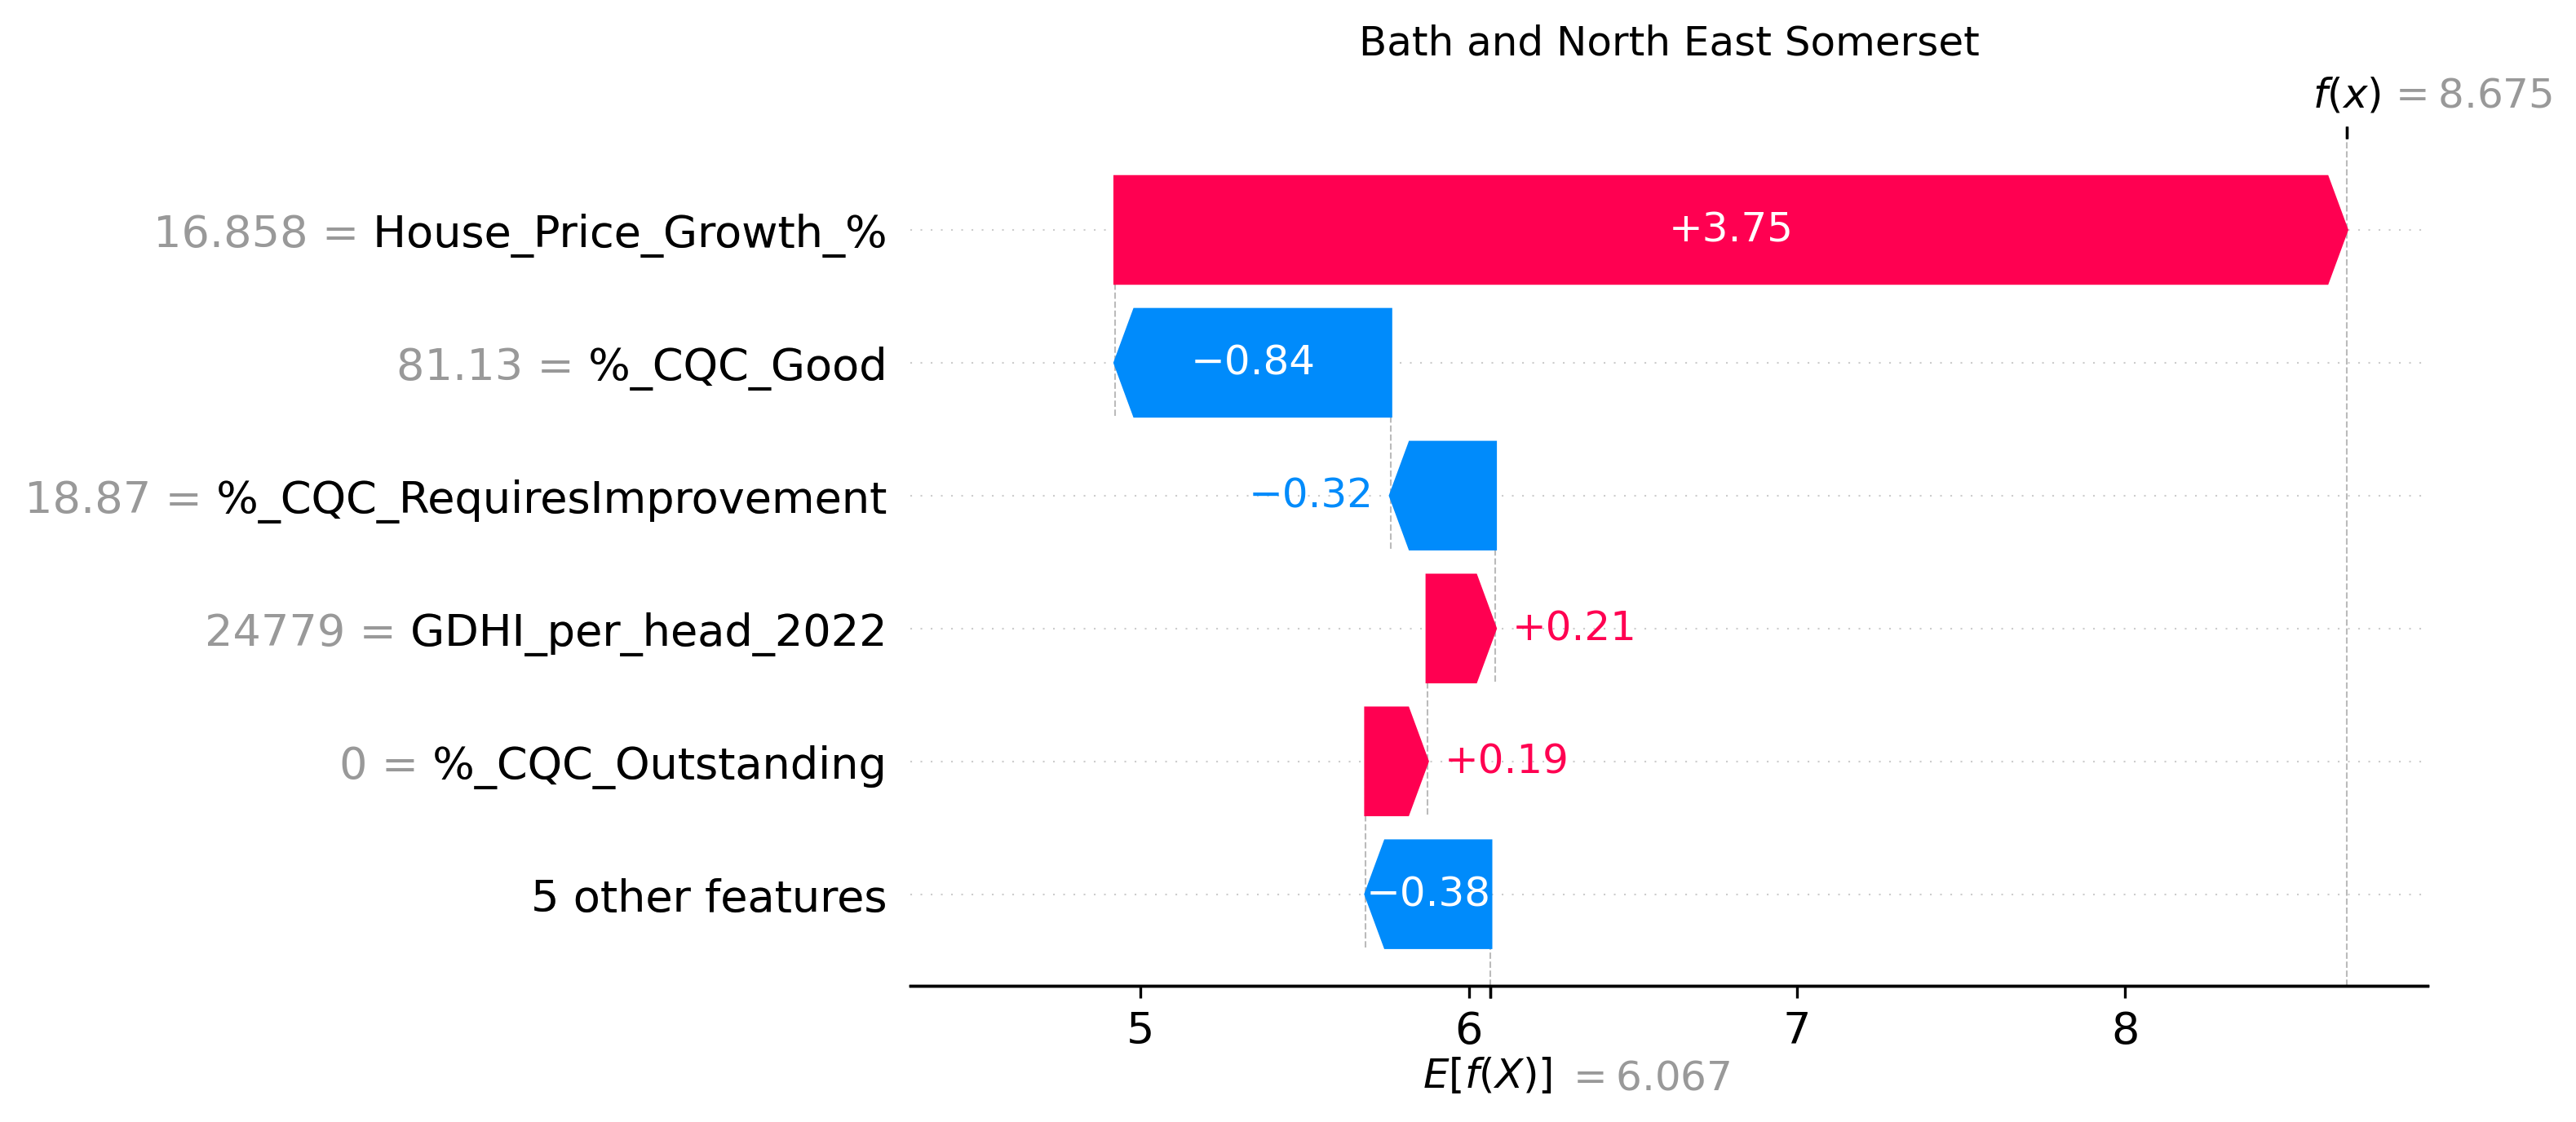 Bath and North East Somerset
f(x) = 8.675
16.858 = House_Price_Growth_% +3.75
81.13 = %_CQC_Good −0.84
18.87 = %_CQC_RequiresImprovement −0.32
24779 = GDHI_per_head_2022 +0.21
0 = %_CQC_Outstanding +0.19
5 other features −0.38
5 6 7 8
E[f(X)] = 6.067